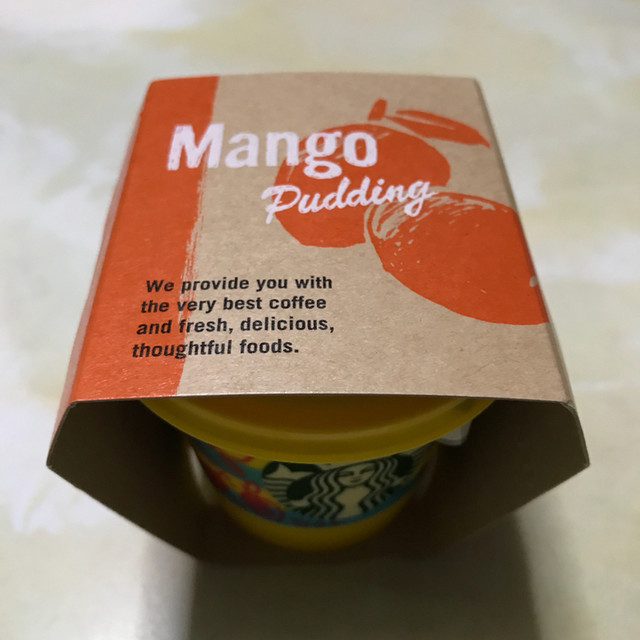 Mango
Pudding
We provide you with
the very best coffee
and fresh, delicious,
thoughtful foods.